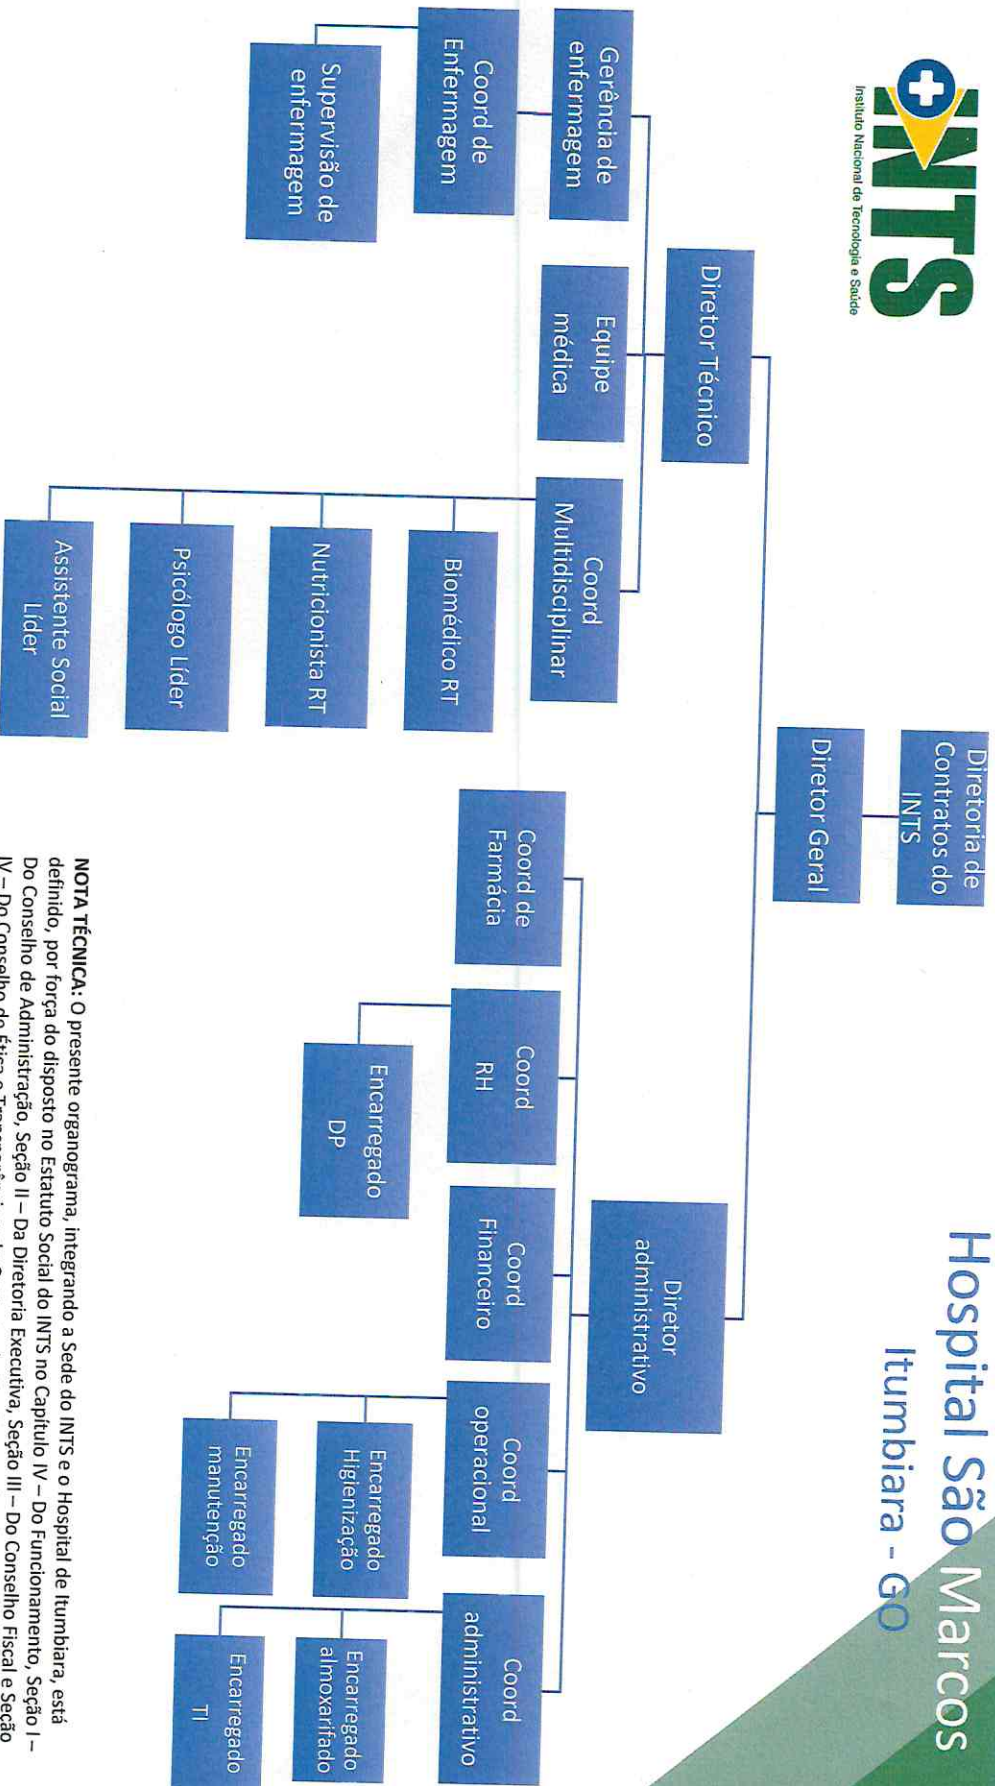 INTS
Instituto Nacional de Tecnologia e Saúde
Hospital São Marcos
Itumbiara - GO
Diretoria de
Contratos do
INTS
Diretor Geral
Diretor Técnico
Diretor
administrativo
Gerência de
enfermagem
Equipe
médica
Coord
Multidisciplinar
Coord de
Enfermagem
Supervisão de
enfermagem
Biomédico RT
Nutricionista RT
Psicólogo Líder
Assistente Social
Líder
Coord de
Farmácia
Coord
RH
Coord
Financeiro
Coord
operacional
Coord
administrativo
Encarregado
DP
Encarregado
Higienização
Encarregado
manutenção
Encarregado
almoxarifado
Encarregado
TI
NOTA TÉCNICA: O presente organograma, integrando a Sede do INTS e o Hospital de Itumbiara, está
definido, por força do disposto no Estatuto Social do INTS no Capítulo IV – Do Funcionamento, Seção I –
Do Conselho de Administração, Seção II – Da Diretoria Executiva, Seção III – Do Conselho Fiscal e Seção
IV – Do Conselho de Ética e